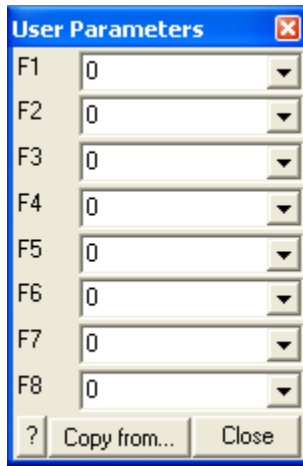 User Parameters
F1 0
F2 0
F3 0
F4 0
F5 0
F6 0
F7 0
F8 0
? Copy from... Close